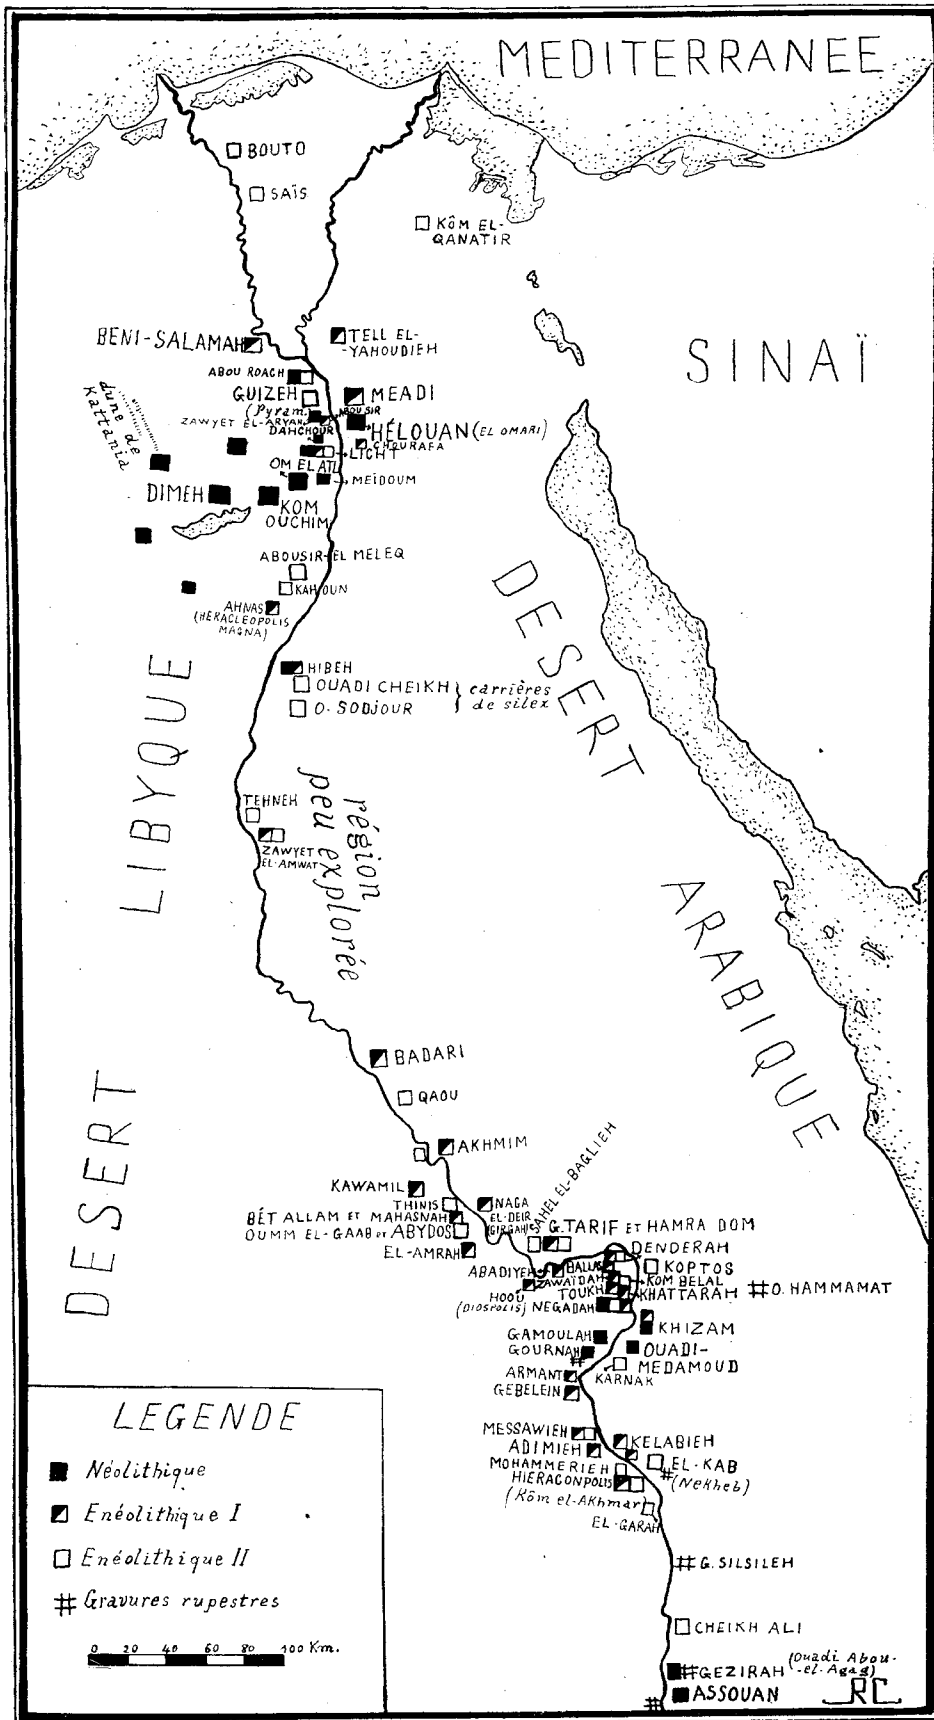 MEDITERRANEE
BOUTO
SAÏS
KÔM EL-
QANATIR
BENI-SALAMAH
TELL EL-
-YAHOUDIEH
SINAÏ
ABOU ROACH
GUIZEH
(Pyram.)
MEADI
ABOUSIR
ZAWYET EL-ARYAN
DAHCHOUR
HÉLOUAN (EL OMARI)
CHOURAFA
LICHT
dune de
Kattania
OM EL ATL
MEÏDOUM
DIMEH
KOM
OUCHIM
ABOUSIR-EL MELEQ
KAHOUN
AHNAS
(HERACLEOPOLIS
MAGNA)
HIBEH
OUADI CHEIKH
O. SODJOUR
carrières
de silex
DESERT LIBYQUE
DESERT ARABIQUE
TEHNEH
ZAWYET
EL-AMWAT
région
peu explorée
BADARI
QAOU
AKHMIM
KAWAMIL
THINIS
BÉT ALLAM ET MAHASNAH
OUMM EL-GAAB et ABYDOS
EL-AMRAH
NAGA
EL-DEIR
(GIRGAH)
SAHEL EL-BAGLIEH
G.TARIF ET HAMRA DOM
DENDERAH
ABADIYEH
BALLAS
KOPTOS
ZAWAÏDAH
KOM BELAL
HOOU
(DIOSPOLIS)
TOUKH
KHATTARAH
O. HAMMAMAT
NEGADAH
KHIZAM
GAMOULAH
GOURNAH
OUADI-
MEDAMOUD
KARNAK
ARMANT
GEBELEIN
MESSAWIEH
ADIMIEH
KELABIEH
MOHAMMERIEH
EL-KAB
(Nekheb)
HIERACONPOLIS
(Kôm el-Akhmar)
EL-GARAH
G. SILSILEH
CHEIKH ALI
GEZIRAH (Ouadi Abou-
-el-Agag)
ASSOUAN
RC
LEGENDE
Néolithique
Enéolithique I
Enéolithique II
Gravures rupestres
0 20 40 60 80 100 Km.